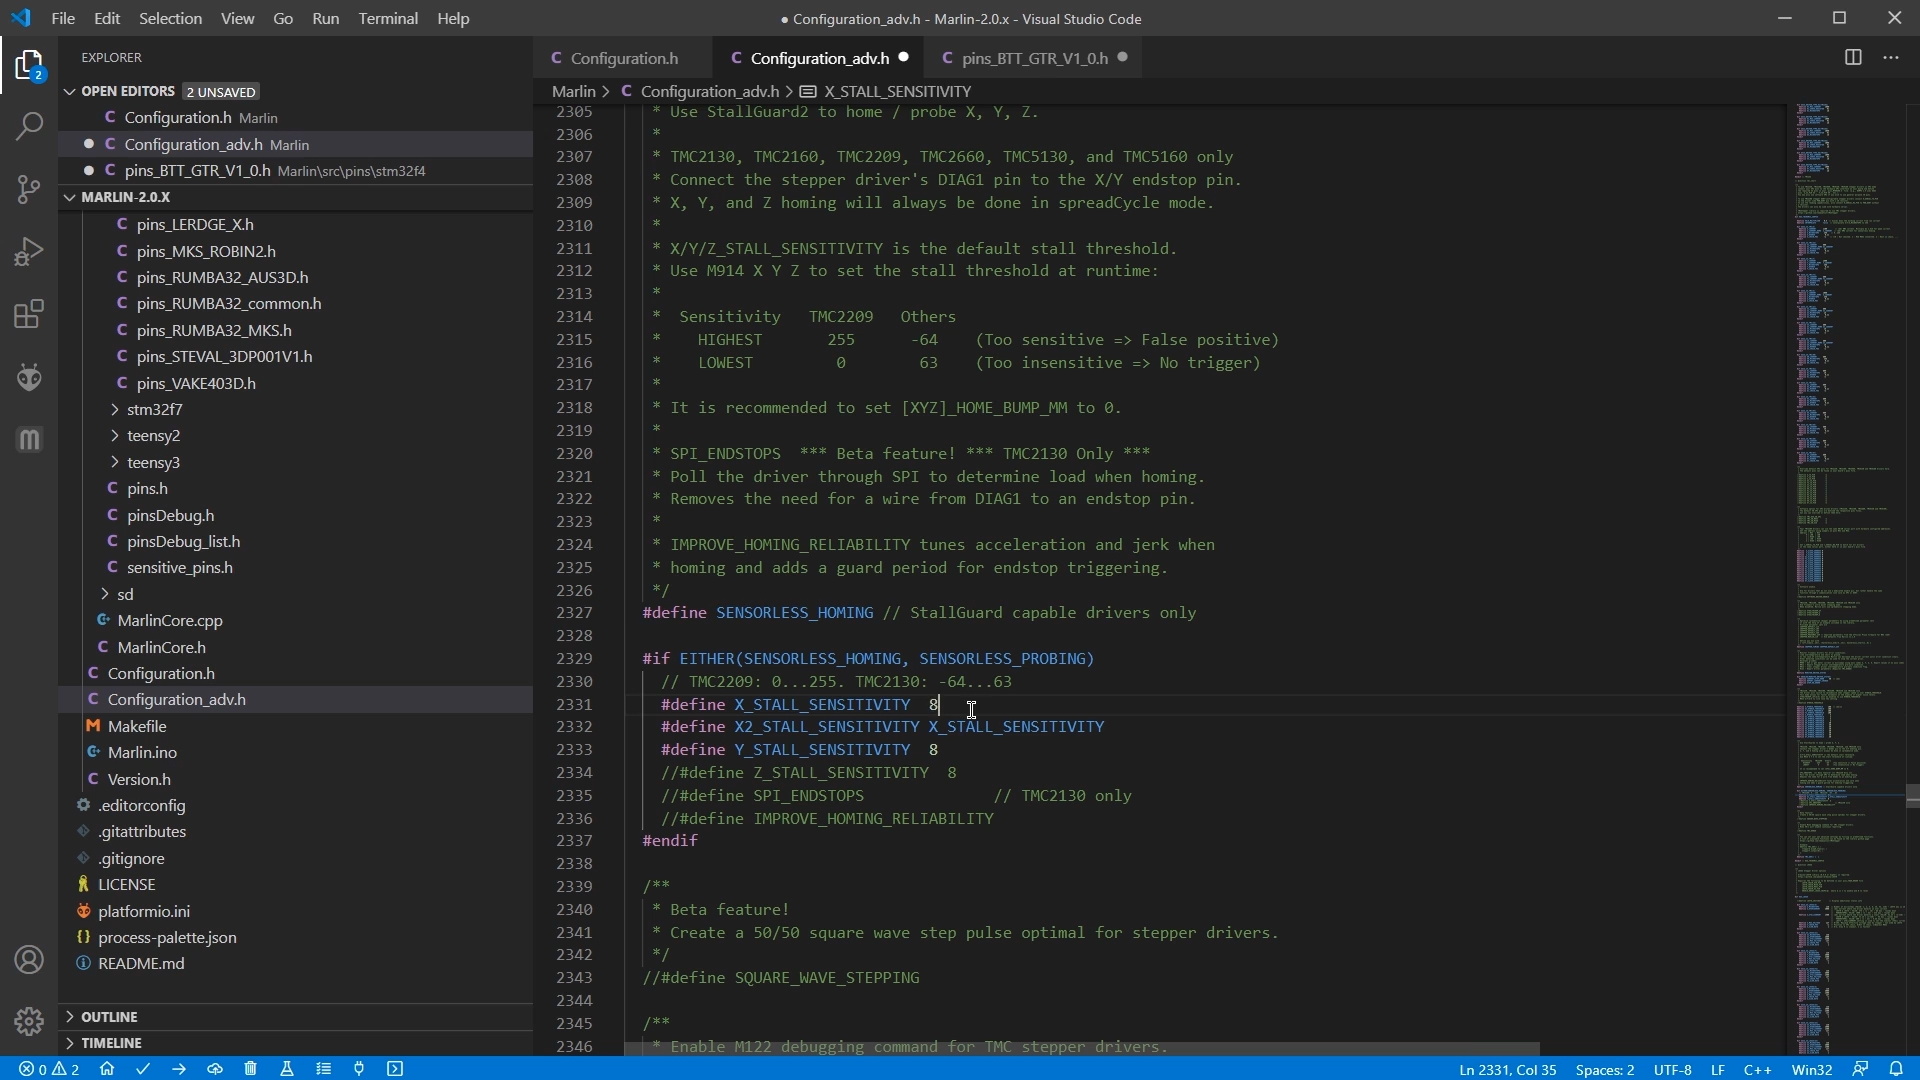 File Edit Selection View Go Run Terminal Help
● Configuration_adv.h - Marlin-2.0.x - Visual Studio Code
EXPLORER
OPEN EDITORS 2 UNSAVED
C Configuration.h Marlin
● C Configuration_adv.h Marlin
● C pins_BTT_GTR_V1_0.h Marlin\src\pins\stm32f4
MARLIN-2.0.X
C pins_LERDGE_X.h
C pins_MKS_ROBIN2.h
C pins_RUMBA32_AUS3D.h
C pins_RUMBA32_common.h
C pins_RUMBA32_MKS.h
C pins_STEVAL_3DP001V1.h
C pins_VAKE403D.h
> stm32f7
> teensy2
> teensy3
C pins.h
C pinsDebug.h
C pinsDebug_list.h
C sensitive_pins.h
> sd
MarlinCore.cpp
C MarlinCore.h
C Configuration.h
C Configuration_adv.h
M Makefile
Marlin.ino
C Version.h
.editorconfig
.gitattributes
.gitignore
LICENSE
platformio.ini
{} process-palette.json
README.md
> OUTLINE
> TIMELINE
2
C Configuration.h
C Configuration_adv.h ●
C pins_BTT_GTR_V1_0.h ●
Marlin > C Configuration_adv.h > X_STALL_SENSITIVITY
2305 * Use StallGuard2 to home / probe X, Y, Z.
2306 *
2307 * TMC2130, TMC2160, TMC2209, TMC2660, TMC5130, and TMC5160 only
2308 * Connect the stepper driver's DIAG1 pin to the X/Y endstop pin.
2309 * X, Y, and Z homing will always be done in spreadCycle mode.
2310 *
2311 * X/Y/Z_STALL_SENSITIVITY is the default stall threshold.
2312 * Use M914 X Y Z to set the stall threshold at runtime:
2313 *
2314 * Sensitivity TMC2209 Others
2315 * HIGHEST 255 -64 (Too sensitive => False positive)
2316 * LOWEST 0 63 (Too insensitive => No trigger)
2317 *
2318 * It is recommended to set [XYZ]_HOME_BUMP_MM to 0.
2319 *
2320 * SPI_ENDSTOPS *** Beta feature! *** TMC2130 Only ***
2321 * Poll the driver through SPI to determine load when homing.
2322 * Removes the need for a wire from DIAG1 to an endstop pin.
2323 *
2324 * IMPROVE_HOMING_RELIABILITY tunes acceleration and jerk when
2325 * homing and adds a guard period for endstop triggering.
2326 */
2327 #define SENSORLESS_HOMING // StallGuard capable drivers only
2328
2329 #if EITHER(SENSORLESS_HOMING, SENSORLESS_PROBING)
2330 // TMC2209: 0...255. TMC2130: -64...63
2331 #define X_STALL_SENSITIVITY 8
2332 #define X2_STALL_SENSITIVITY X_STALL_SENSITIVITY
2333 #define Y_STALL_SENSITIVITY 8
2334 //#define Z_STALL_SENSITIVITY 8
2335 //#define SPI_ENDSTOPS // TMC2130 only
2336 //#define IMPROVE_HOMING_RELIABILITY
2337 #endif
2338
2339 /**
2340 * Beta feature!
2341 * Create a 50/50 square wave step pulse optimal for stepper drivers.
2342 */
2343 //#define SQUARE_WAVE_STEPPING
2344
2345 /**
2346 * Enable M122 debugging command for TMC stepper drivers.
0 2
Ln 2331, Col 35 Spaces: 2 UTF-8 LF C++ Win32